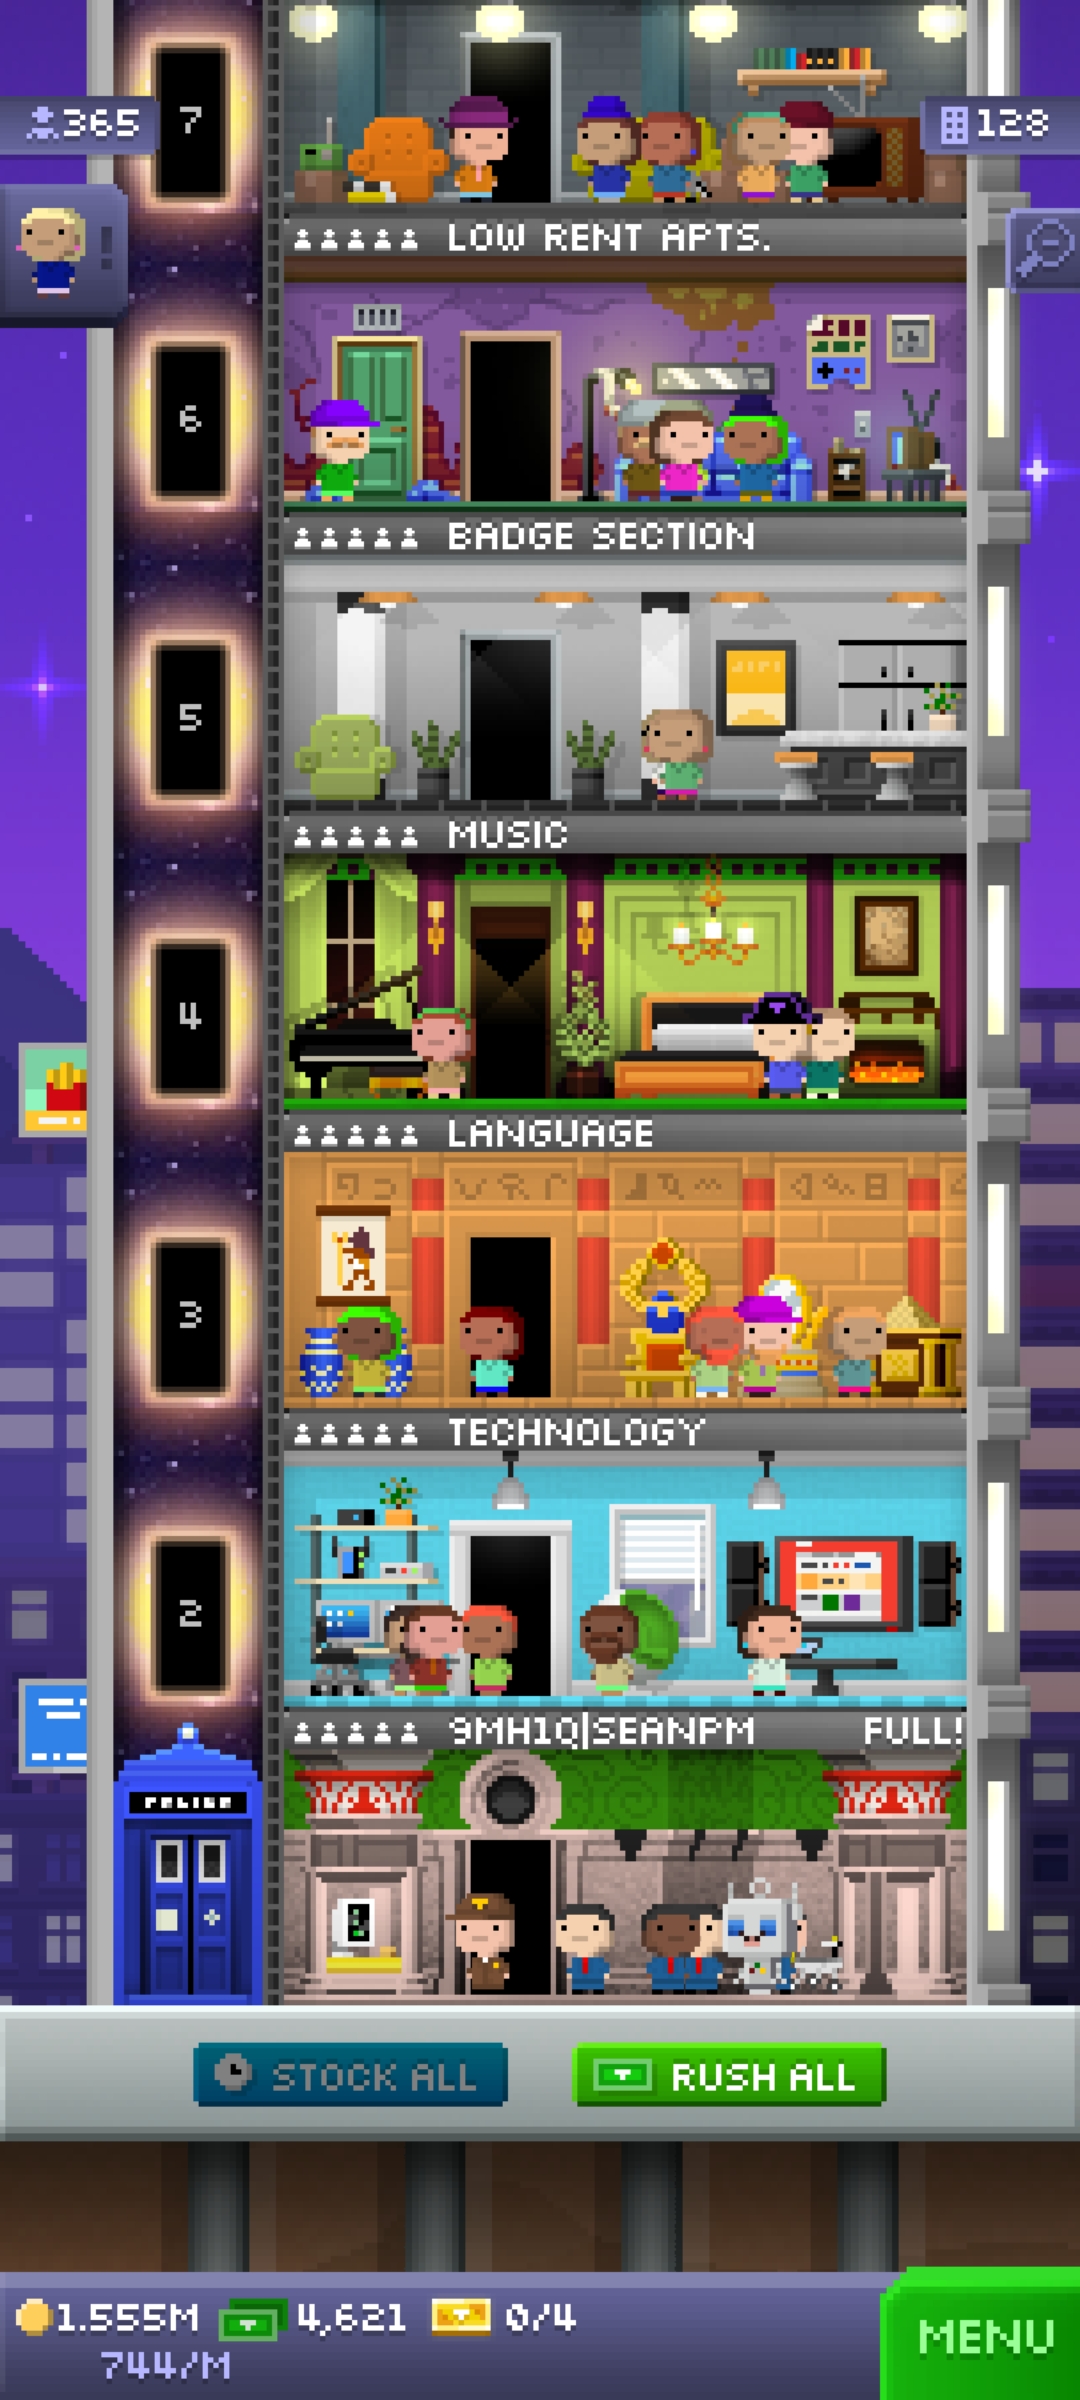 7
365
128
LOW RENT APTS.
6
BADGE SECTION
5
MUSIC
4
LANGUAGE
3
TECHNOLOGY
2
9MH1Q|SEANPM FULL!
POLICE
STOCK ALL
RUSH ALL
1.555M 4,621 0/4
744/M
MENU